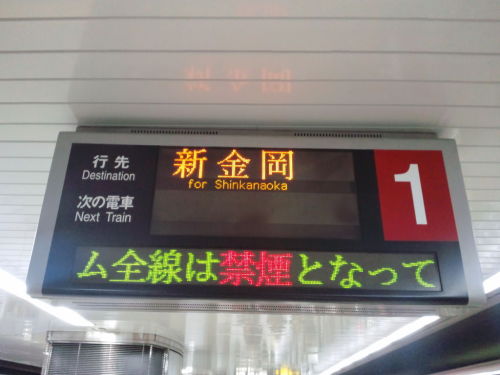 行先
Destination
新金岡
for Shinkanaoka
次の電車
Next Train
1
ム全線は禁煙となって